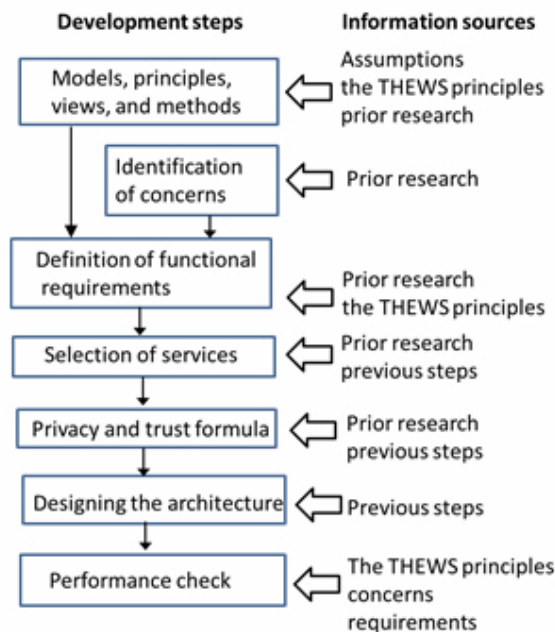 Development steps
Information sources
Models, principles,
views, and methods
Assumptions
the THEWS principles
prior research
Identification
of concerns
Prior research
Definition of functional
requirements
Prior research
the THEWS principles
Selection of services
Prior research
previous steps
Privacy and trust formula
Prior research
previous steps
Designing the architecture
Previous steps
Performance check
The THEWS principles
concerns
requirements